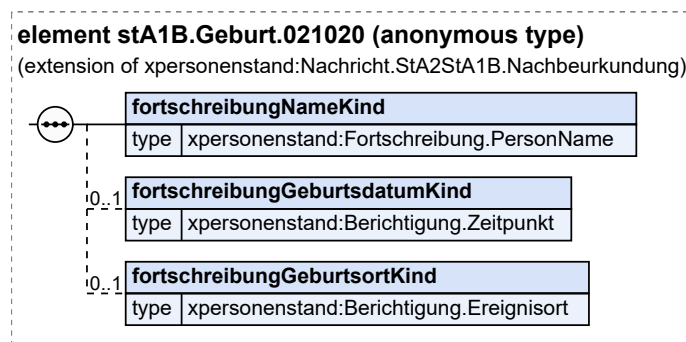 element stA1B.Geburt.021020 (anonymous type)
(extension of xpersonenstand:Nachricht.StA2StA1B.Nachbeurkundung)
fortschreibungNameKind
type xpersonenstand:Fortschreibung.PersonName
0..1 fortschreibungGeburtsdatumKind
type xpersonenstand:Berichtigung.Zeitpunkt
0..1 fortschreibungGeburtsortKind
type xpersonenstand:Berichtigung.Ereignisort